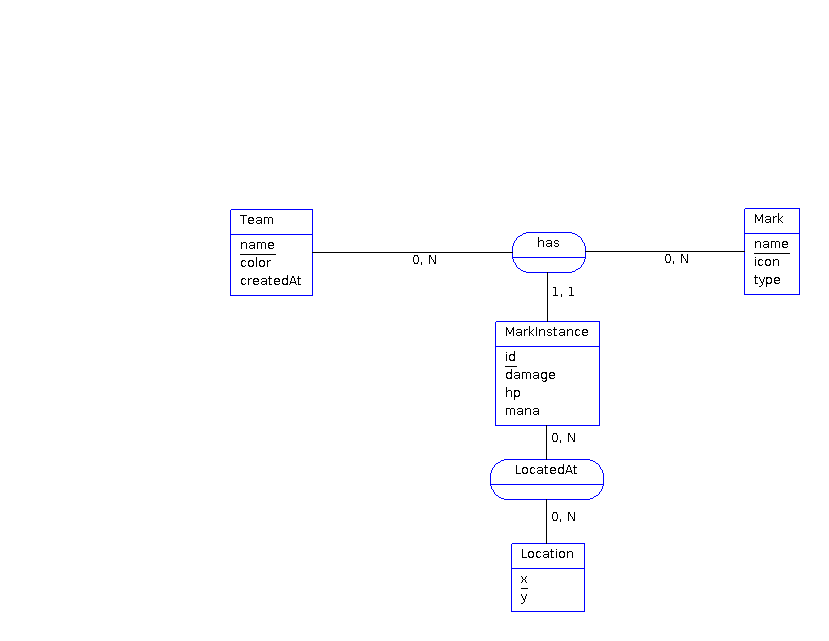 Team
name
color
createdAt
0, N
has
0, N
Mark
name
icon
type
1, 1
MarkInstance
id
damage
hp
mana
0, N
LocatedAt
0, N
Location
x
y